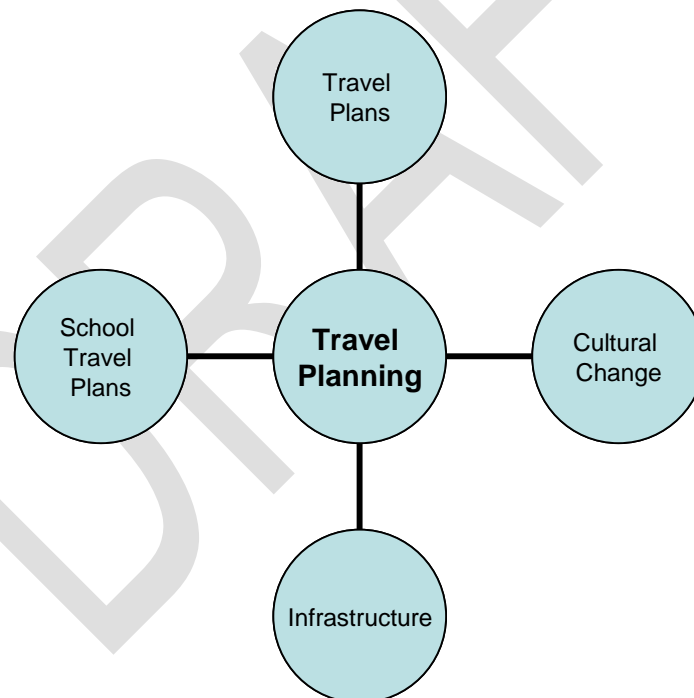 Travel
Plans
School
Travel
Plans
Travel
Planning
Cultural
Change
Infrastructure
DRAFT